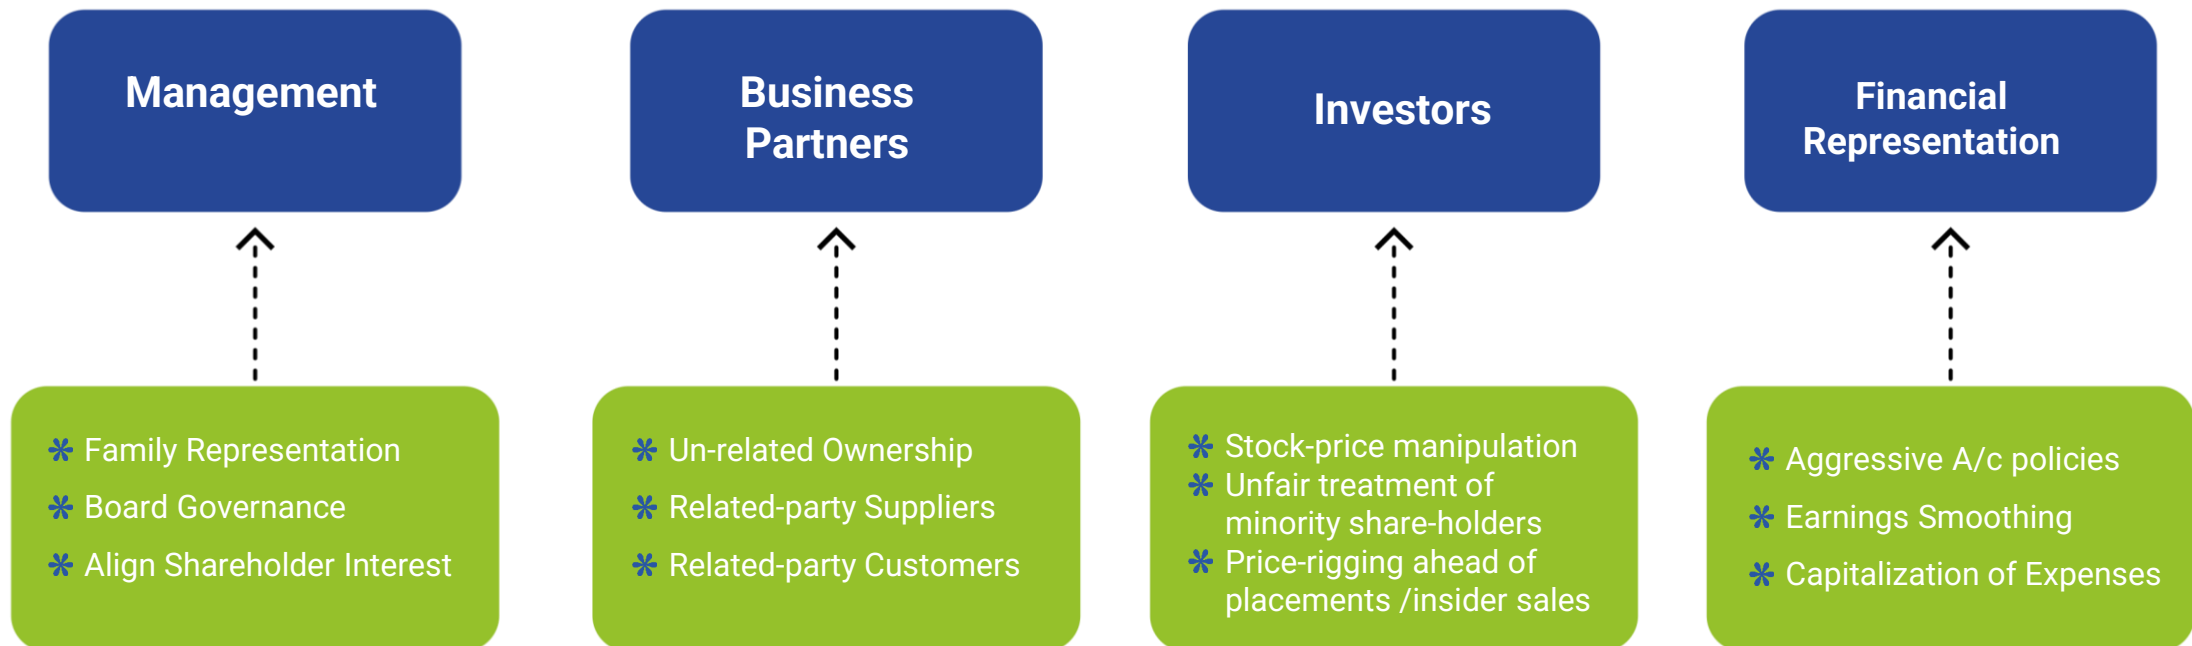 Management
Business
Partners
Investors
Financial
Representation
* Family Representation
* Board Governance
* Align Shareholder Interest
* Un-related Ownership
* Related-party Suppliers
* Related-party Customers
* Stock-price manipulation
* Unfair treatment of
minority share-holders
* Price-rigging ahead of
placements /insider sales
* Aggressive A/c policies
* Earnings Smoothing
* Capitalization of Expenses